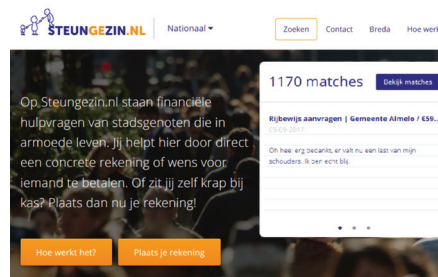 STEUNGEZIN.NL
Nationaal
Zoeken
Contact
Breda
Hoe werk
1170 matches
Bekijk matches
Op Steungezin.nl staan financiële
hulpvragen van stadsgenoten die in
armoede leven. Jij helpt hier door direct
een concrete rekening of wens voor
iemand te betalen. Of zit jij zelf krap bij
kas? Plaats dan nu je rekening!
Rijbewijs aanvragen | Gemeente Almelo / €59..
09-09-2017
Oh heel erg bedankt, er valt nu een last van mijn
schouders. Ik ben echt blij.
Hoe werkt het?
Plaats je rekening